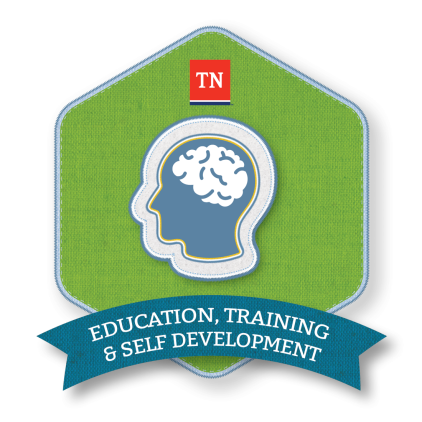 TN
EDUCATION, TRAINING
& SELF DEVELOPMENT